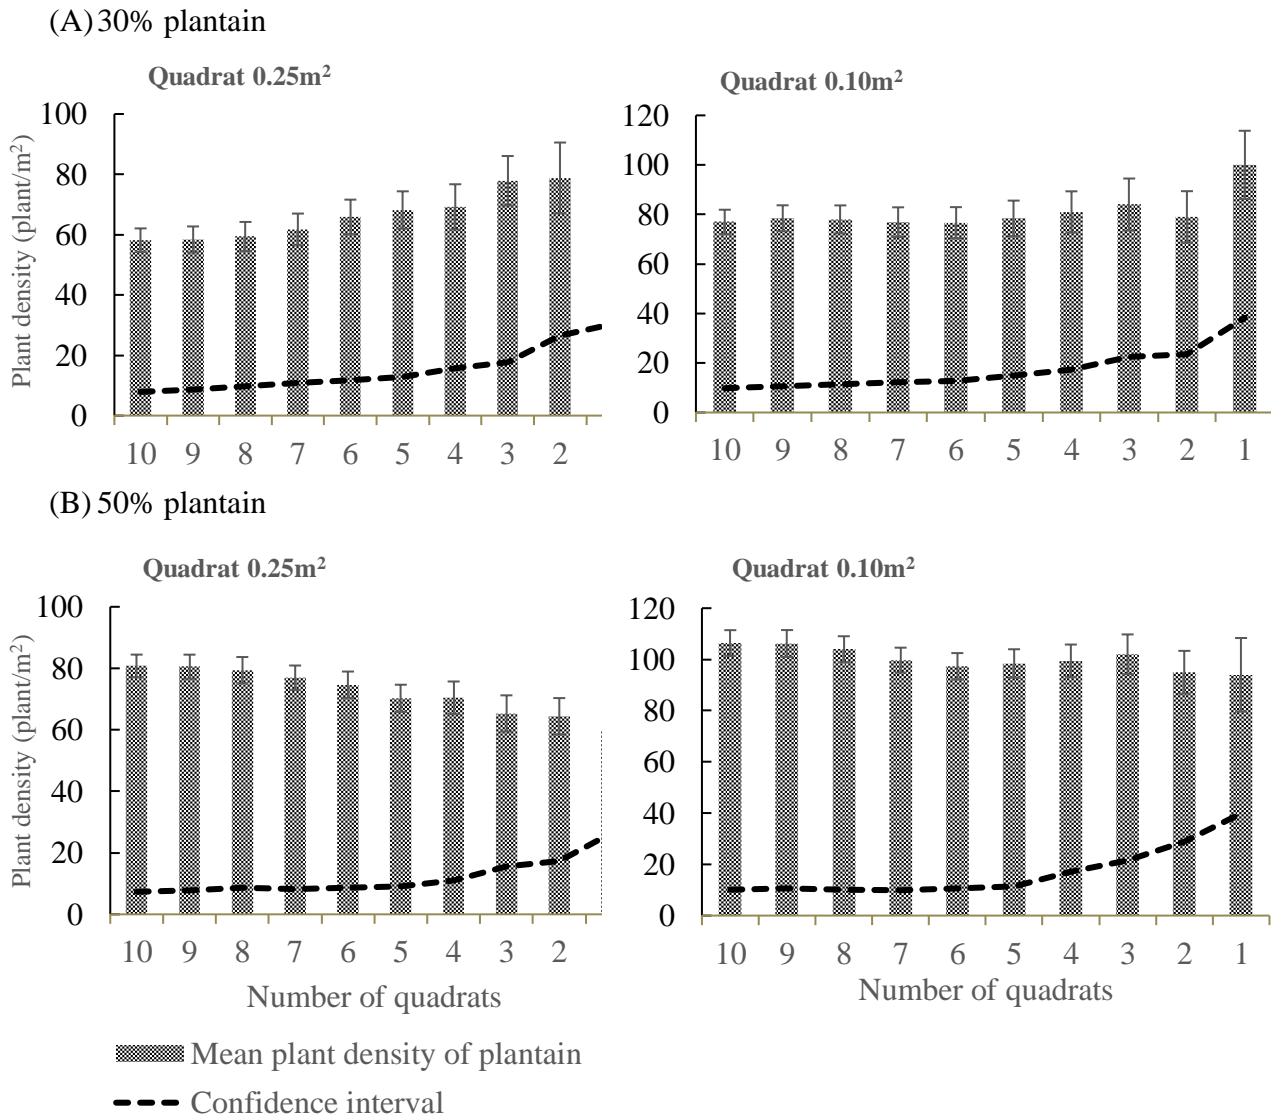 (A) 30% plantain
Quadrat 0.25m²
Quadrat 0.10m²
Plant density (plant/m²)
100
80
60
40
20
0
10 9 8 7 6 5 4 3 2
120
100
80
60
40
20
0
10 9 8 7 6 5 4 3 2 1
(B) 50% plantain
Quadrat 0.25m²
Quadrat 0.10m²
Plant density (plant/m²)
100
80
60
40
20
0
10 9 8 7 6 5 4 3 2
Number of quadrats
120
100
80
60
40
20
0
10 9 8 7 6 5 4 3 2 1
Number of quadrats
Mean plant density of plantain
Confidence interval